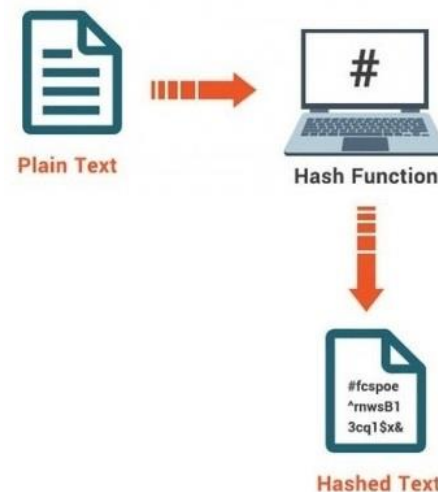 #
Plain Text
Hash Function
#fcspoe
^rnwsB1
3cq1$x&
Hashed Text